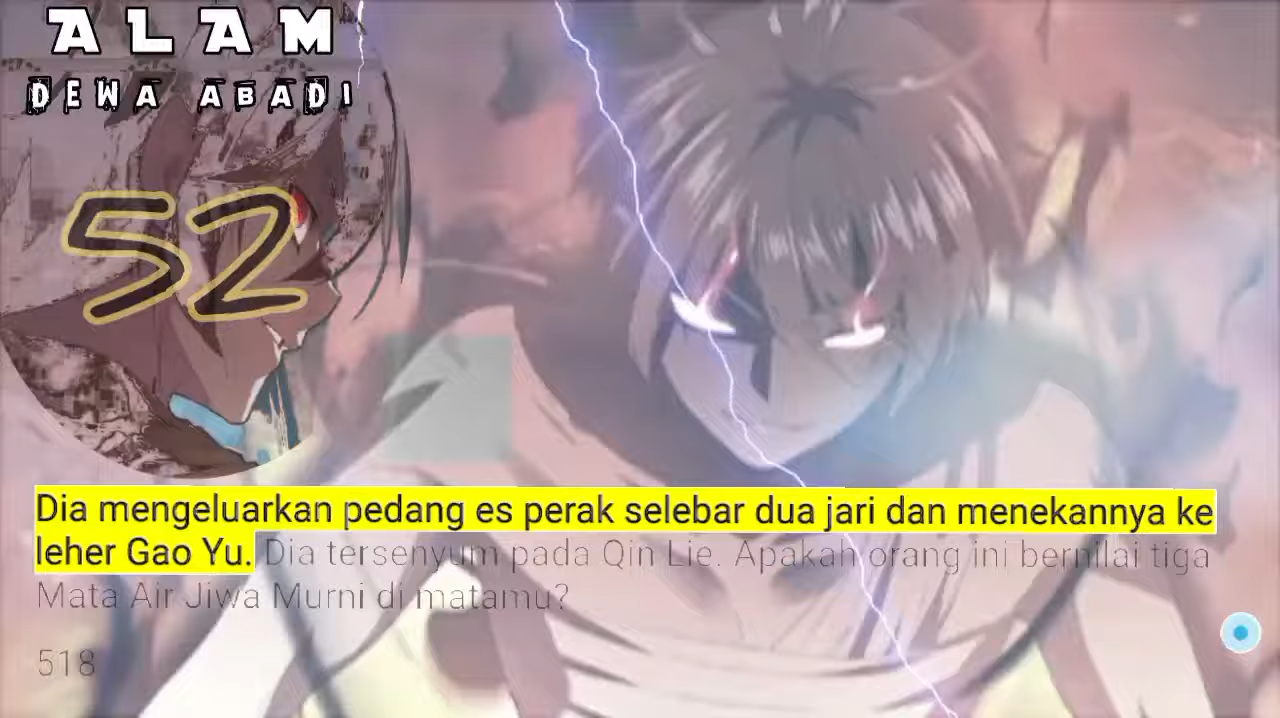 ALAM
DEWA ABADI
52
Dia mengeluarkan pedang es perak selebar dua jari dan menekannya ke
leher Gao Yu. Dia tersenyum pada Qin Lie. Apakah orang ini bernilai tiga
Mata Air Jiwa Murni di matamu?
518